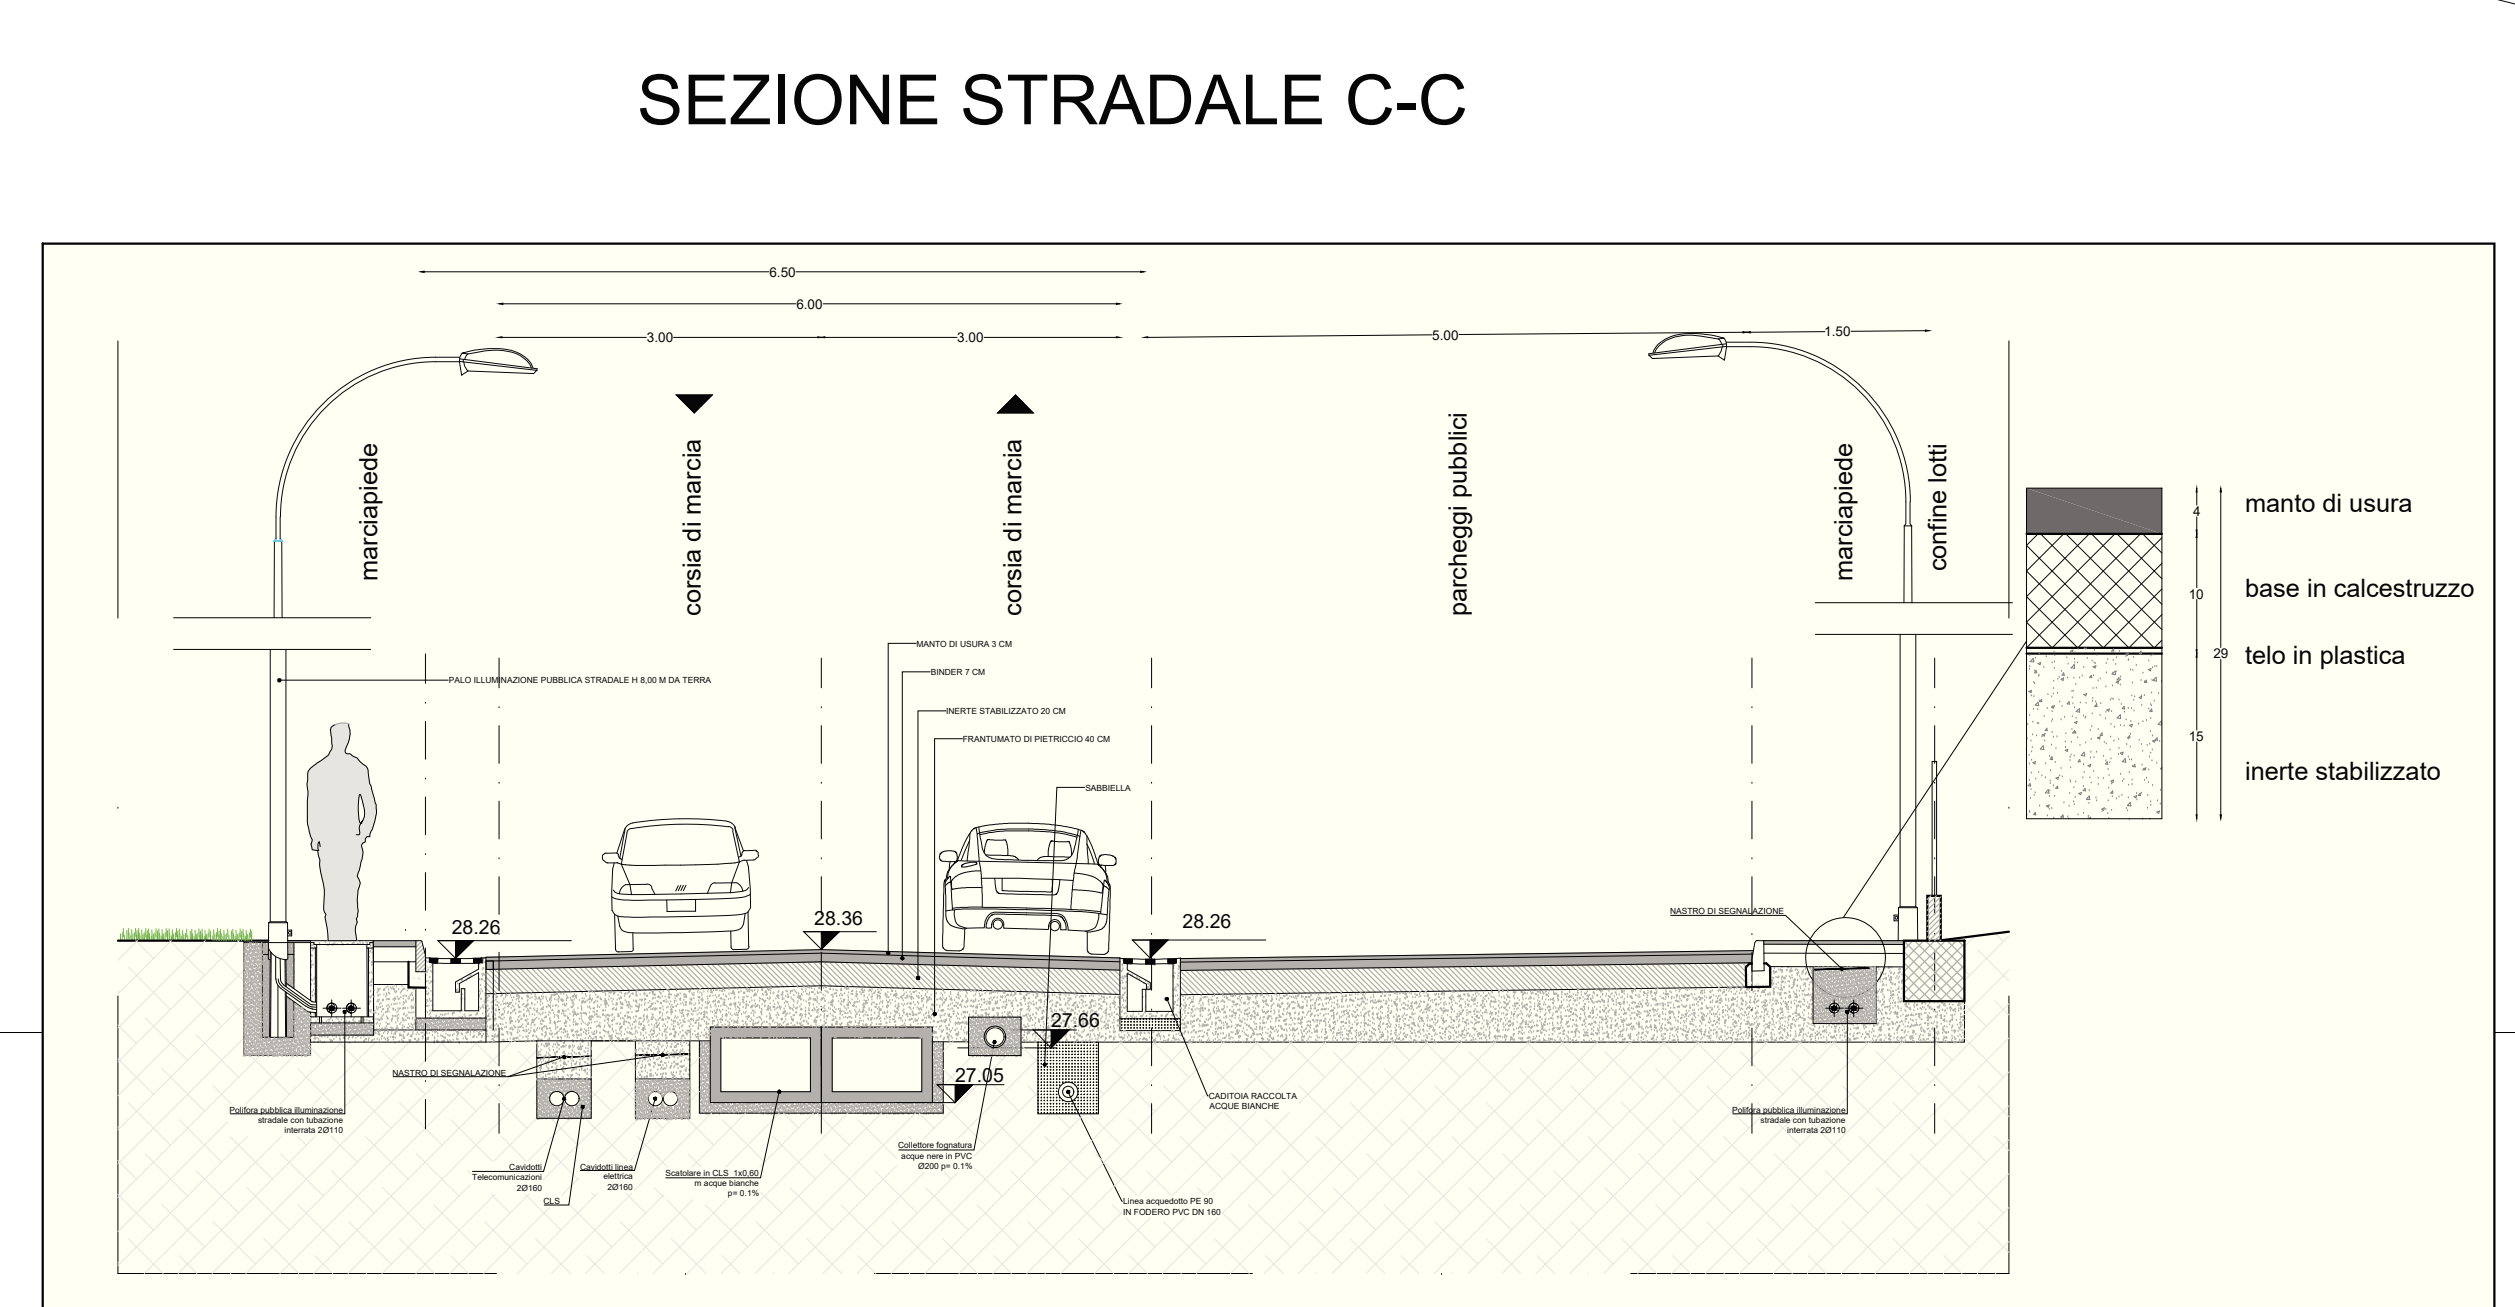 SEZIONE STRADALE C-C
6.50
6.00
3.00
3.00
5.00
1.50
marciapiede
corsia di marcia
corsia di marcia
parcheggi pubblici
marciapiede
confine lotti
4
10
29
15
manto di usura
base in calcestruzzo
telo in plastica
inerte stabilizzato
MANTO DI USURA 3 CM
BINDER 7 CM
PALO ILLUMINAZIONE PUBBLICA STRADALE H 8,00 M DA TERRA
INERTE STABILIZZATO 20 CM
FRANTUMATO DI PIETRICCIO 40 CM
SABBIELLA
NASTRO DI SEGNALAZIONE
28.26
28.36
28.26
27.66
27.05
NASTRO DI SEGNALAZIONE
CADITOIA RACCOLTA
ACQUE BIANCHE
Polifora pubblica illuminazione
stradale con tubazione
interrata 2Ø110
Polifora pubblica illuminazione
stradale con tubazione
interrata 2Ø110
Collettore fognatura
acque nere in PVC
Ø200 p= 0.1%
Cavidotti
Telecomunicazioni
2Ø160
CLS
Cavidotti linea
elettrica
2Ø160
Scatolare in CLS 1x0,60
m acque bianche
p= 0.1%
Linea acquedotto PE 90
IN FODERO PVC DN 160